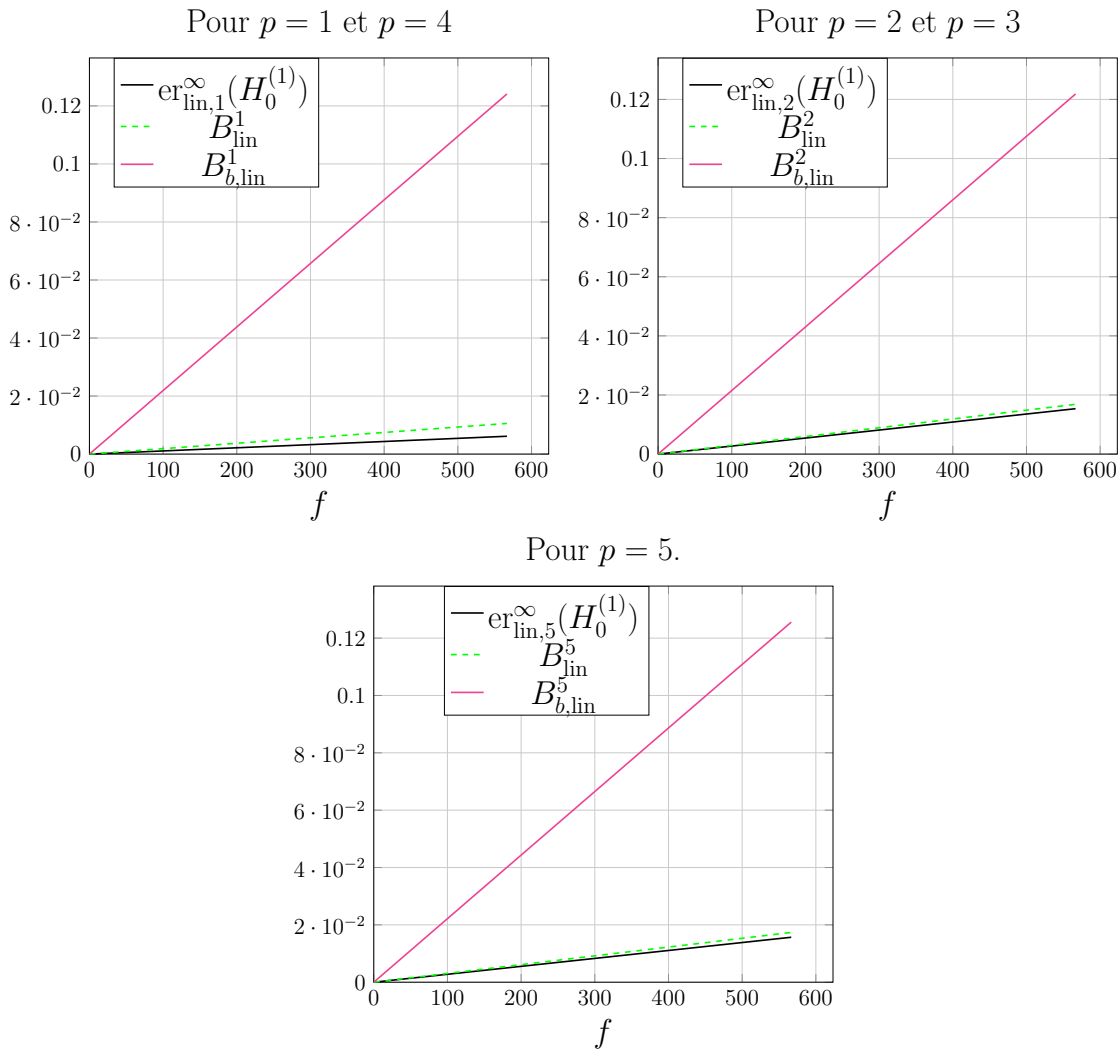 Pour p = 1 et p = 4
er^∞_{lin,1}(H_0^{(1)})
B^1_{lin}
B^1_{b,lin}
0.12
0.1
8 · 10^{-2}
6 · 10^{-2}
4 · 10^{-2}
2 · 10^{-2}
0
0 100 200 300 400 500 600
f
Pour p = 2 et p = 3
er^∞_{lin,2}(H_0^{(1)})
B^2_{lin}
B^2_{b,lin}
0.12
0.1
8 · 10^{-2}
6 · 10^{-2}
4 · 10^{-2}
2 · 10^{-2}
0
0 100 200 300 400 500 600
f
Pour p = 5.
er^∞_{lin,5}(H_0^{(1)})
B^5_{lin}
B^5_{b,lin}
0.12
0.1
8 · 10^{-2}
6 · 10^{-2}
4 · 10^{-2}
2 · 10^{-2}
0
0 100 200 300 400 500 600
f